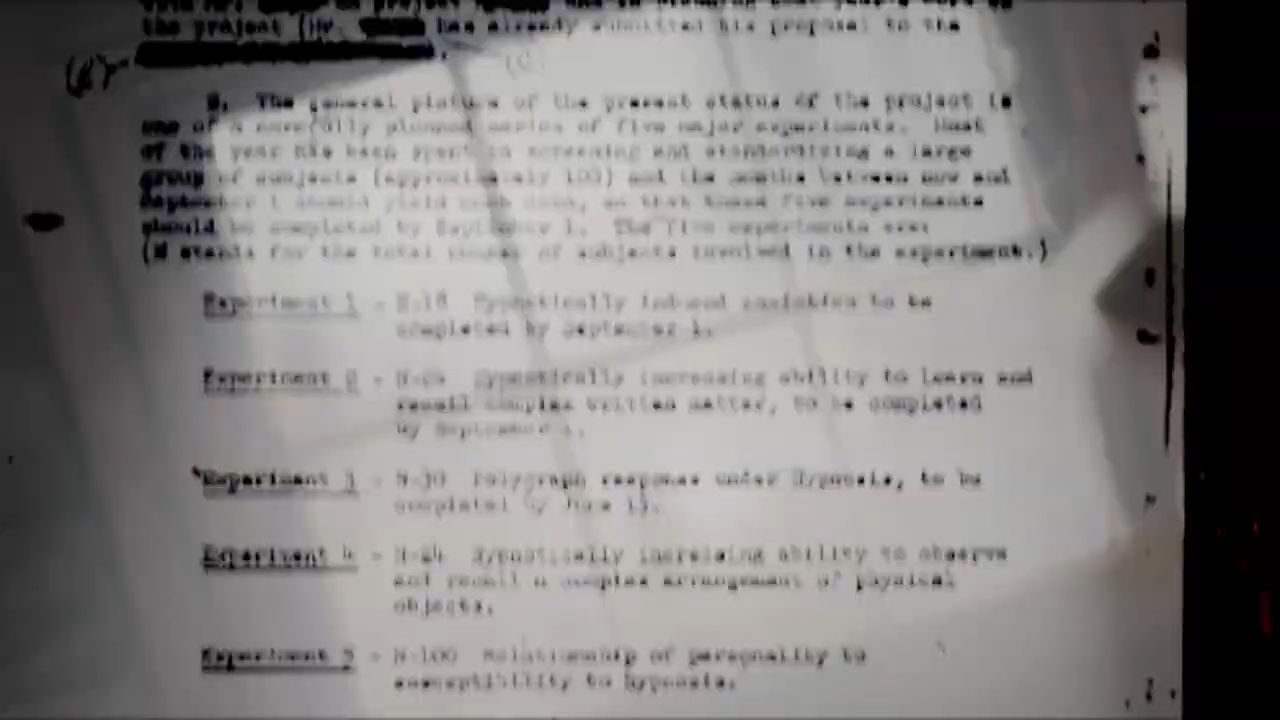 the project (Mr. has already submitted his proposal to the
8. The general picture of the present status of the project is
one of a carefully planned series of five major experiments. Most
of the year has been spent in screening and standardizing a large
group of subjects (approximately 100) and the months between now and
September 1 should yield much data, so that these five experiments
should be completed by September 1. The five experiments are:
(N stands for the total number of subjects involved in the experiment.)
Experiment 1 - N-18 Hypnotically induced anxieties to be
completed by September 1.
Experiment 2 - N-24 Hypnotically increasing ability to learn and
recall complex written matter, to be completed
by September 1.
Experiment 3 - N-30 Polygraph response under Hypnosis, to be
completed by June 15.
Experiment 4 - N-24 Hypnotically increasing ability to observe
and recall a complex arrangement of physical
objects.
Experiment 5 - N-100 Relationship of personality to
susceptibility to hypnosis.